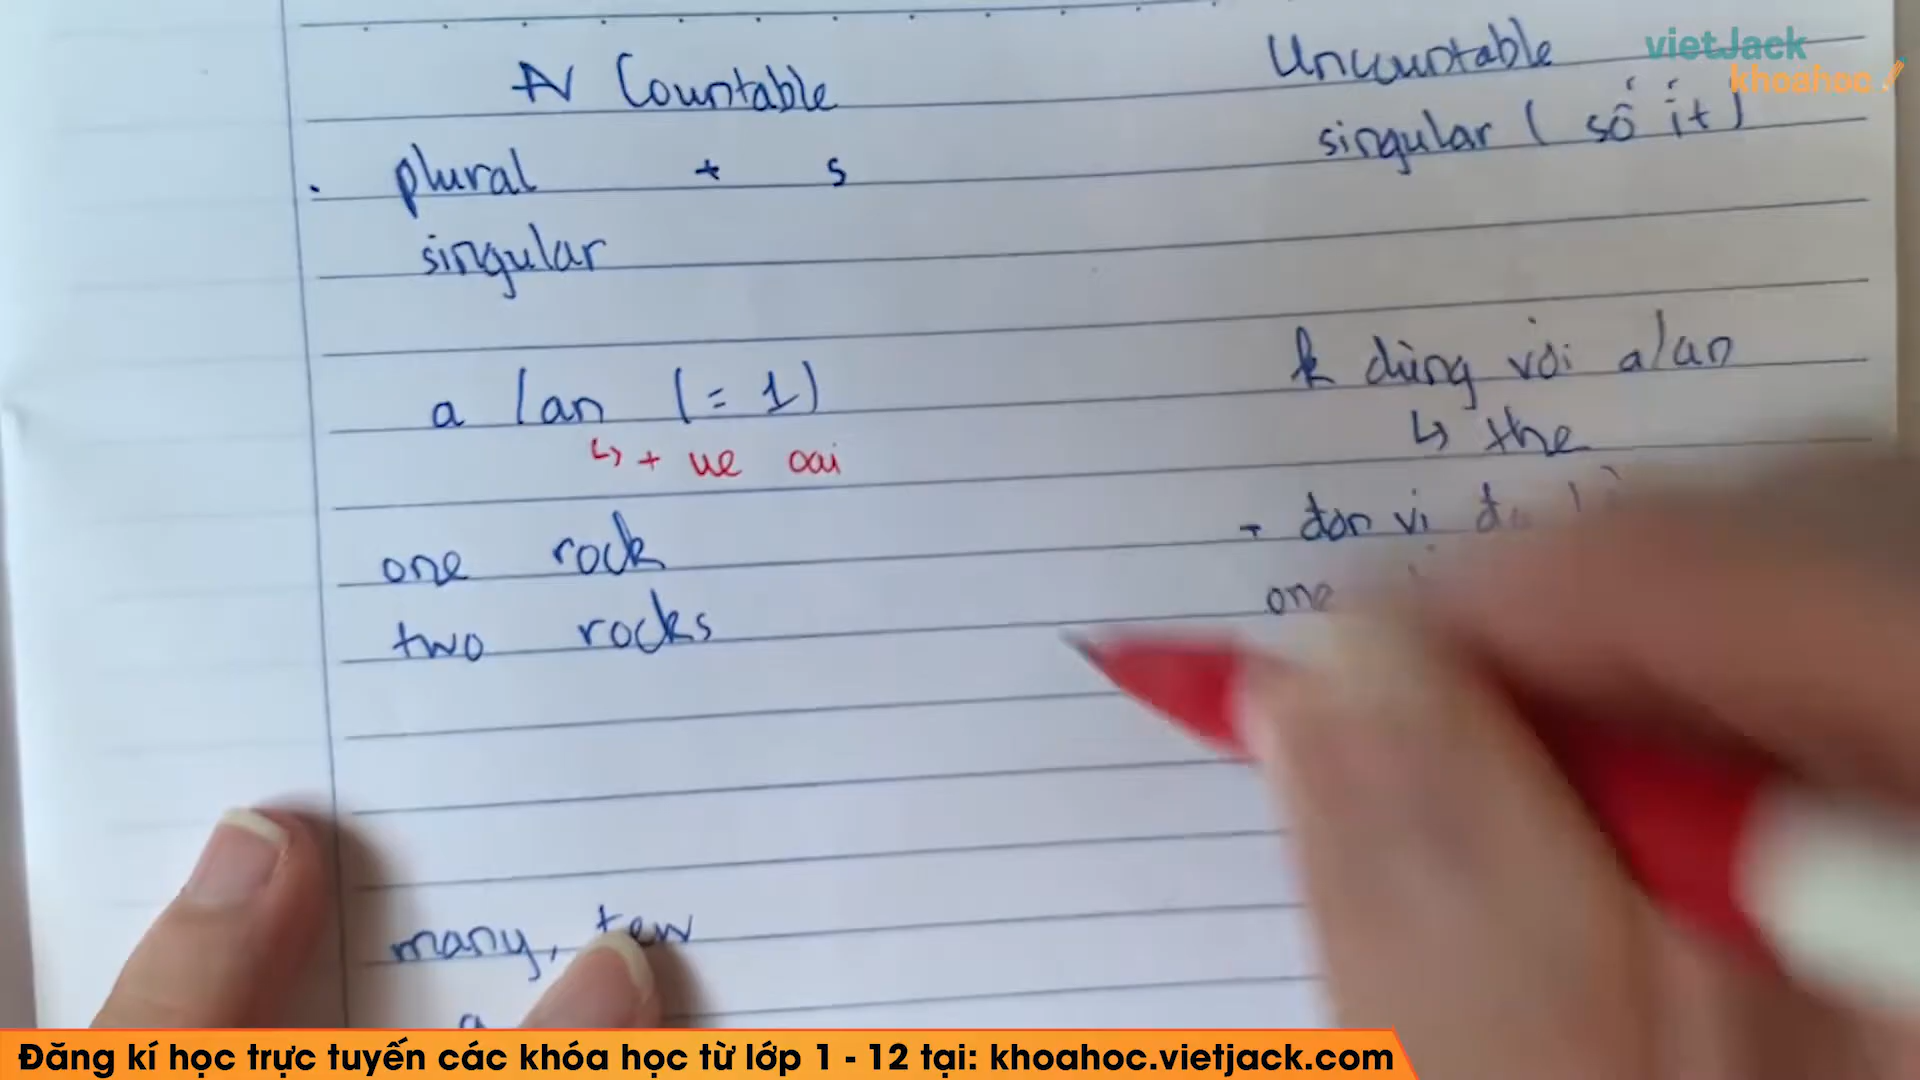 N Countable
Uncountable
vietJack
khoahoc
singular ( số ít )
. plural + s
singular
a / an ( = 1 )
k dùng với a/an
↳ + ue oai
↳ the
one rock
- đơn vị
two rocks
one
many, few
a
Đăng kí học trực tuyến các khóa học từ lớp 1 - 12 tại: khoahoc.vietjack.com